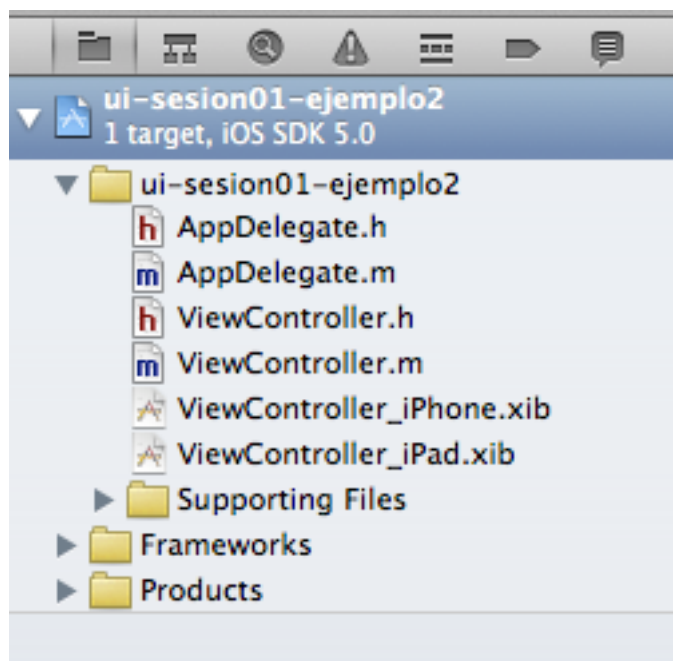 ui-sesion01-ejemplo2
1 target, iOS SDK 5.0
ui-sesion01-ejemplo2
h AppDelegate.h
m AppDelegate.m
h ViewController.h
m ViewController.m
ViewController_iPhone.xib
ViewController_iPad.xib
Supporting Files
Frameworks
Products